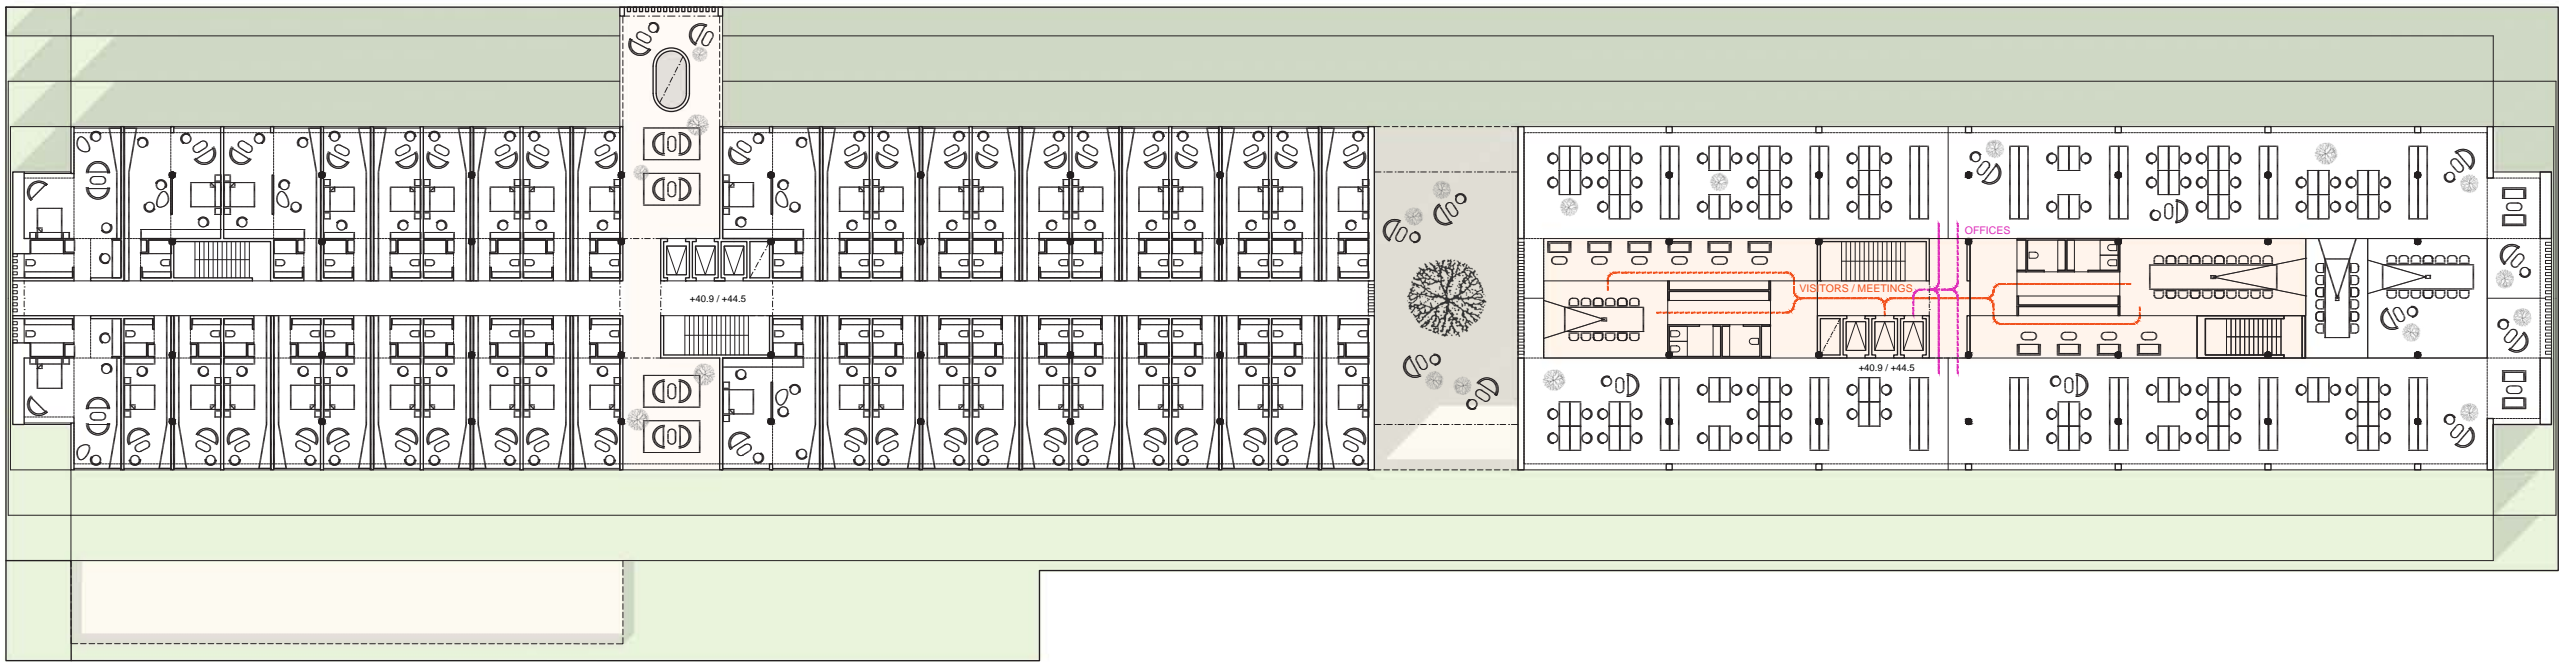 OFFICES
VISITORS / MEETINGS
+40.9 / +44.5
+40.9 / +44.5